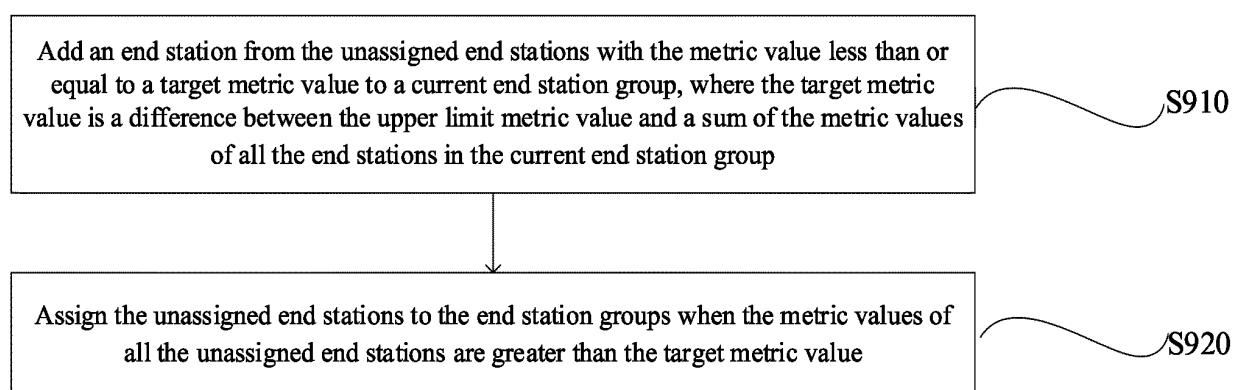 Add an end station from the unassigned end stations with the metric value less than or
equal to a target metric value to a current end station group, where the target metric
value is a difference between the upper limit metric value and a sum of the metric values
of all the end stations in the current end station group
S910
Assign the unassigned end stations to the end station groups when the metric values of
all the unassigned end stations are greater than the target metric value
S920